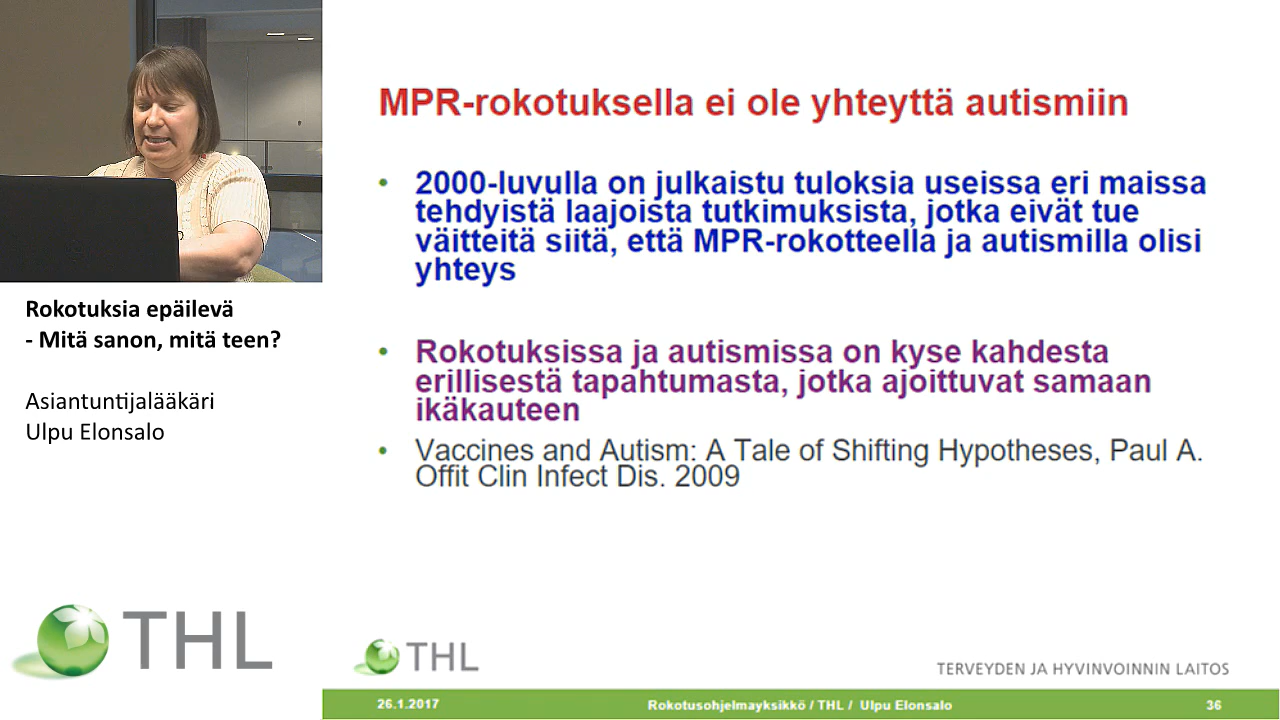 MPR-rokotuksella ei ole yhteyttä autismiin
• 2000-luvulla on julkaistu tuloksia useissa eri maissa
tehdyistä laajoista tutkimuksista, jotka eivät tue
väitteitä siitä, että MPR-rokotteella ja autismilla olisi
yhteys
• Rokotuksissa ja autismissa on kyse kahdesta
erillisestä tapahtumasta, jotka ajoittuvat samaan
ikäkauteen
• Vaccines and Autism: A Tale of Shifting Hypotheses, Paul A.
Offit Clin Infect Dis. 2009
Rokotuksia epäilevä
- Mitä sanon, mitä teen?
Asiantuntijalääkäri
Ulpu Elonsalo
THL
THL
TERVEYDEN JA HYVINVOINNIN LAITOS
26.1.2017
Rokotusohjelmayksikkö / THL / Ulpu Elonsalo
36